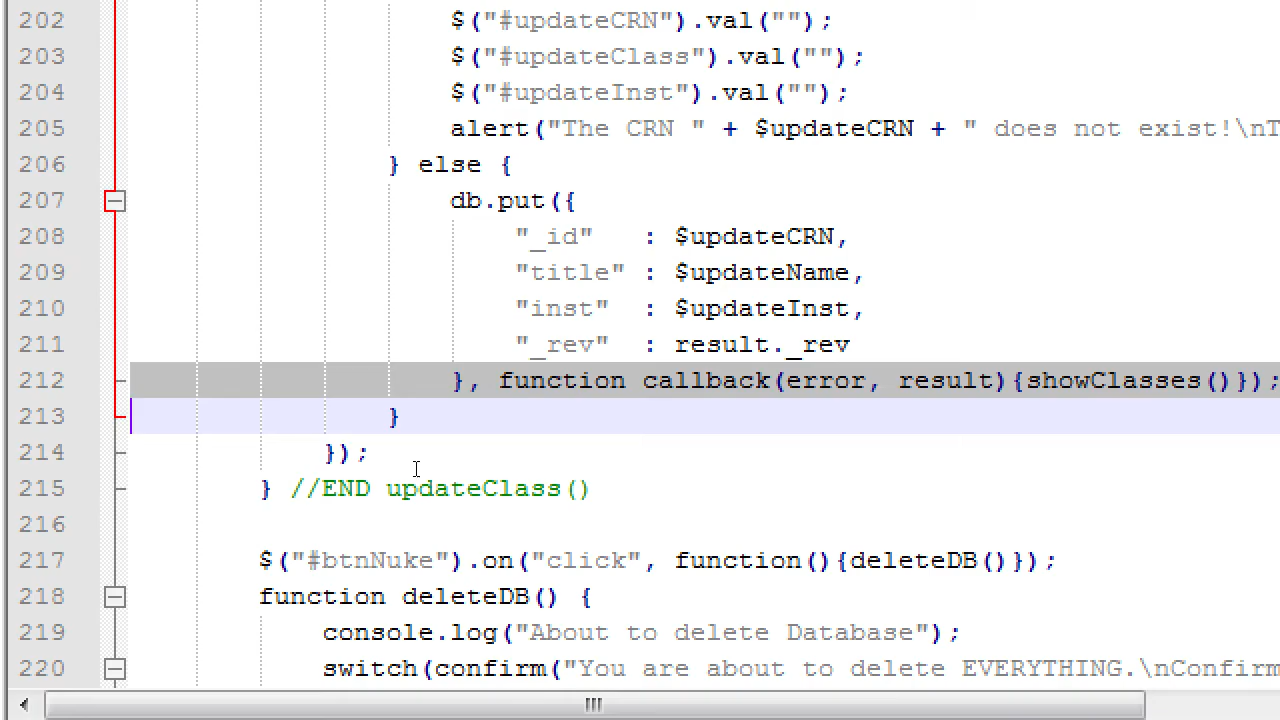 202 $("#updateCRN").val("");
203 $("#updateClass").val("");
204 $("#updateInst").val("");
205 alert("The CRN " + $updateCRN + " does not exist!\nT
206 } else {
207 db.put({
208 "_id" : $updateCRN,
209 "title" : $updateName,
210 "inst" : $updateInst,
211 "_rev" : result._rev
212 }, function callback(error, result){showClasses()});
213 }
214 });
215 } //END updateClass()
216
217 $("#btnNuke").on("click", function(){deleteDB()});
218 function deleteDB() {
219 console.log("About to delete Database");
220 switch(confirm("You are about to delete EVERYTHING.\nConfirm